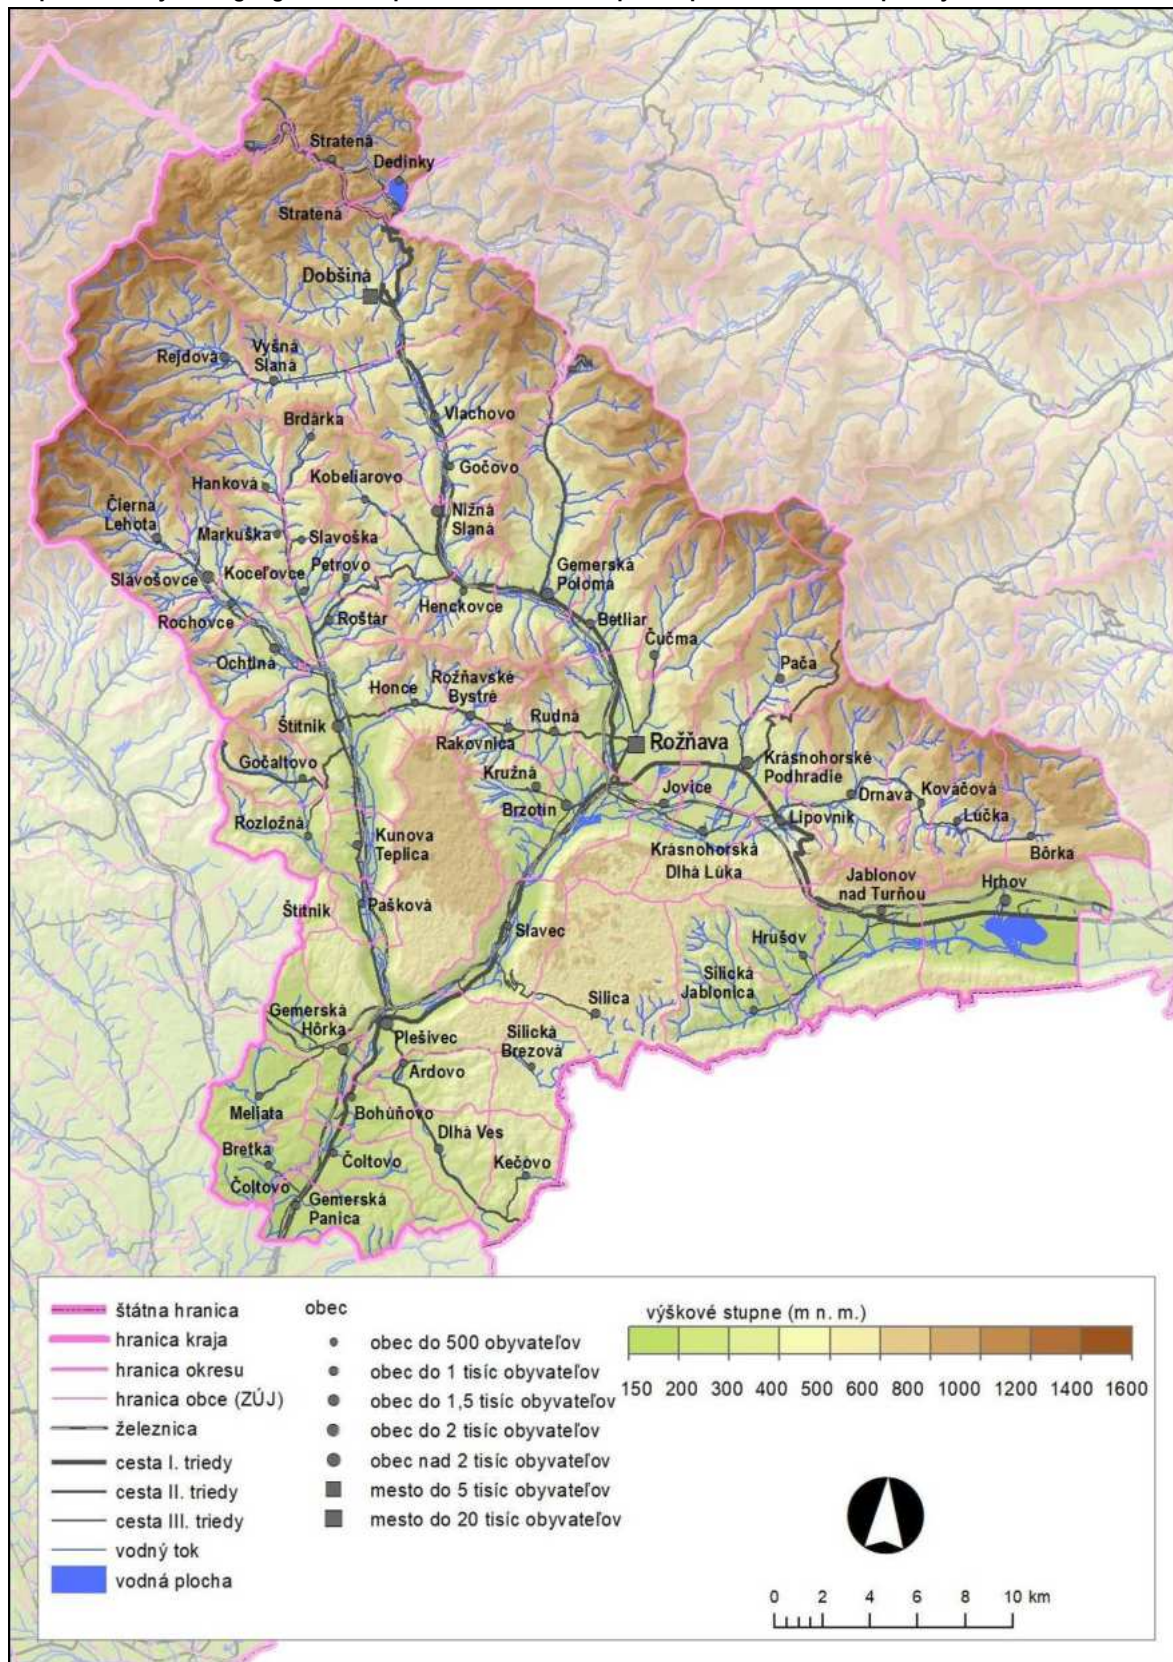 Stratená
Dedinky
Stratená
Dobšiná
Rejdová
Vyšná
Slaná
Vlachovo
Brdárka
Gočovo
Kobeliarovo
Hanková
Nižná
Slaná
Čierna
Lehota
Markuška
Slavoška
Petrovo
Koceľovce
Slavošovce
Gemerská
Poloma
Henckovce
Rochovce
Roštár
Betliar
Čučma
Ochtiná
Pača
Honce
Rožňavské
Bystré
Rudná
Štítnik
Rakovnica
Rožňava
Gočaltovo
Krásnohorské
Podhradie
Kružná
Jovice
Drnava
Kováčová
Brzotín
Lipovník
Lúčka
Rozložná
Kunova
Teplica
Krásnohorská
Dlhá Lúka
Bôrka
Jablonov
nad Turňou
Hrhov
Štítnik
Pašková
Slavec
Hrušov
Silická
Jablonica
Silica
Gemerská
Hôrka
Plešivec
Silická
Brezová
Ardovo
Meliata
Bohúňovo
Dlhá Ves
Bretka
Čoltovo
Kečovo
Čoltovo
Gemerská
Panica
štátna hranica
hranica kraja
hranica okresu
hranica obce (ZÚJ)
železnica
cesta I. triedy
cesta II. triedy
cesta III. triedy
vodný tok
vodná plocha
obec
obec do 500 obyvateľov
obec do 1 tisíc obyvateľov
obec do 1,5 tisíc obyvateľov
obec do 2 tisíc obyvateľov
obec nad 2 tisíc obyvateľov
mesto do 5 tisíc obyvateľov
mesto do 20 tisíc obyvateľov
výškové stupne (m n. m.)
150 200 300 400 500 600 800 1000 1200 1400 1600
0 2 4 6 8 10 km